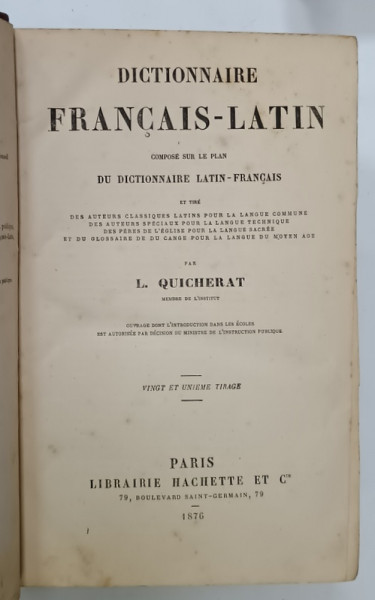 DICTIONNAIRE
FRANÇAIS-LATIN
COMPOSÉ SUR LE PLAN
DU DICTIONNAIRE LATIN-FRANÇAIS
ET TIRÉ
DES AUTEURS CLASSIQUES LATINS POUR LA LANGUE COMMUNE
DES AUTEURS SPÉCIAUX POUR LA LANGUE TECHNIQUE
DES PÈRES DE L'ÉGLISE POUR LA LANGUE SACRÉE
ET DU GLOSSAIRE DE DU CANGE POUR LA LANGUE DU MOYEN AGE
PAR
L. QUICHERAT
MEMBRE DE L'INSTITUT
OUVRAGE DONT L'INTRODUCTION DANS LES ÉCOLES
EST AUTORISÉE PAR DÉCISION DU MINISTRE DE L'INSTRUCTION PUBLIQUE
VINGT ET UNIÈME TIRAGE
PARIS
LIBRAIRIE HACHETTE ET Cie
79, BOULEVARD SAINT-GERMAIN, 79
1876